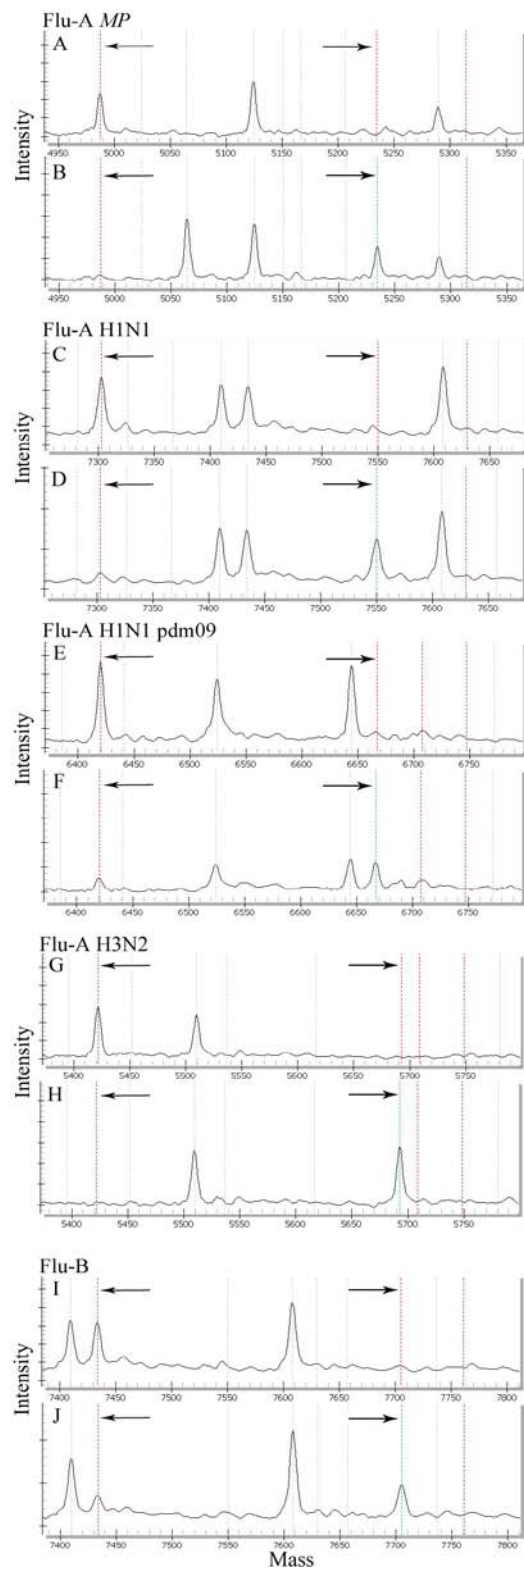 Flu-A MP
A
Intensity
4950 5000 5050 5100 5150 5200 5250 5300 5350
B
4950 5000 5050 5100 5150 5200 5250 5300 5350
Flu-A H1N1
C
Intensity
7300 7350 7400 7450 7500 7550 7600 7650
D
7300 7350 7400 7450 7500 7550 7600 7650
Flu-A H1N1 pdm09
E
Intensity
6400 6450 6500 6550 6600 6650 6700 6750
F
6400 6450 6500 6550 6600 6650 6700 6750
Flu-A H3N2
G
Intensity
5400 5450 5500 5550 5600 5650 5700 5750
H
5400 5450 5500 5550 5600 5650 5700 5750
Flu-B
I
Intensity
7400 7450 7500 7550 7600 7650 7700 7750 7800
J
7400 7450 7500 7550 7600 7650 7700 7750 7800
Mass